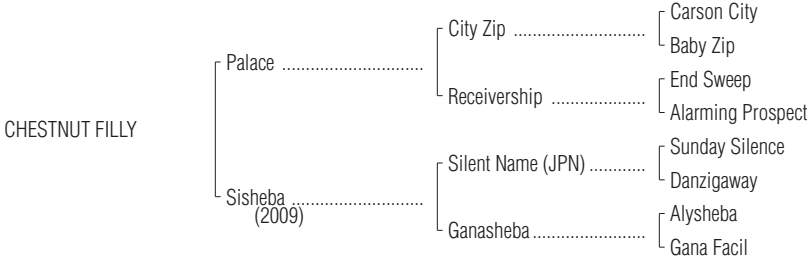 Carson City
City Zip ............................
Baby Zip
Palace ..............................
End Sweep
Receivership ....................
Alarming Prospect
CHESTNUT FILLY
Sunday Silence
Silent Name (JPN) ............
Danzigaway
Sisheba ............................
(2009)
Alysheba
Ganasheba ........................
Gana Facil